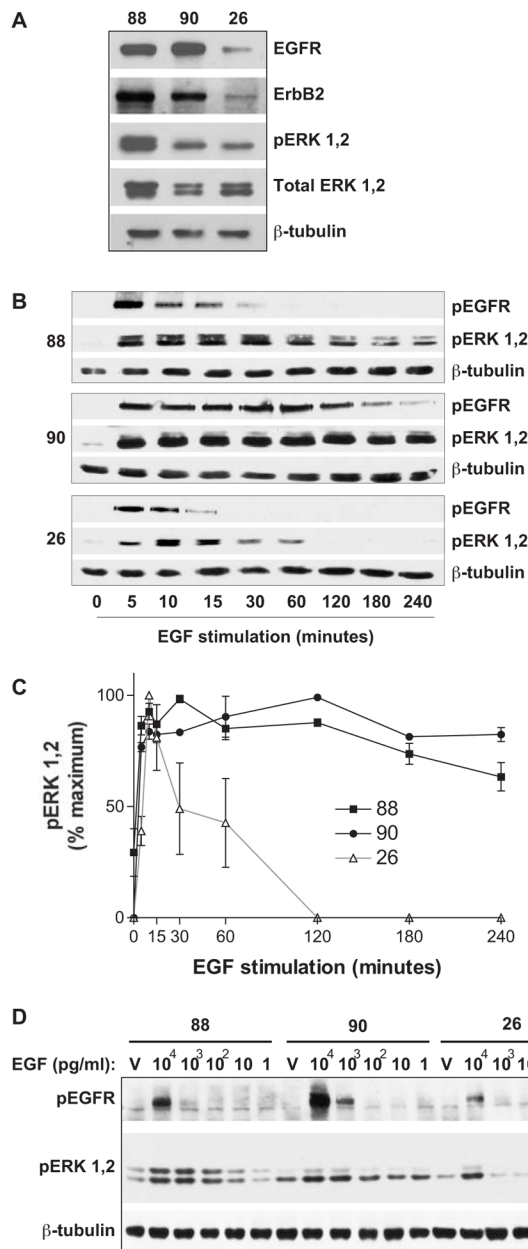 A
88 90 26
EGFR
ErbB2
pERK 1,2
Total ERK 1,2
β-tubulin
B
88
pEGFR
pERK 1,2
β-tubulin
90
pEGFR
pERK 1,2
β-tubulin
26
pEGFR
pERK 1,2
β-tubulin
0 5 10 15 30 60 120 180 240
EGF stimulation (minutes)
C
pERK 1,2
(% maximum)
100
50
0
88
90
26
0 15 30 60 120 180 240
EGF stimulation (minutes)
D
88 90 26
EGF (pg/ml): V 10⁴ 10³ 10² 10 1 V 10⁴ 10³ 10² 10 1 V 10⁴ 10³
pEGFR
pERK 1,2
β-tubulin